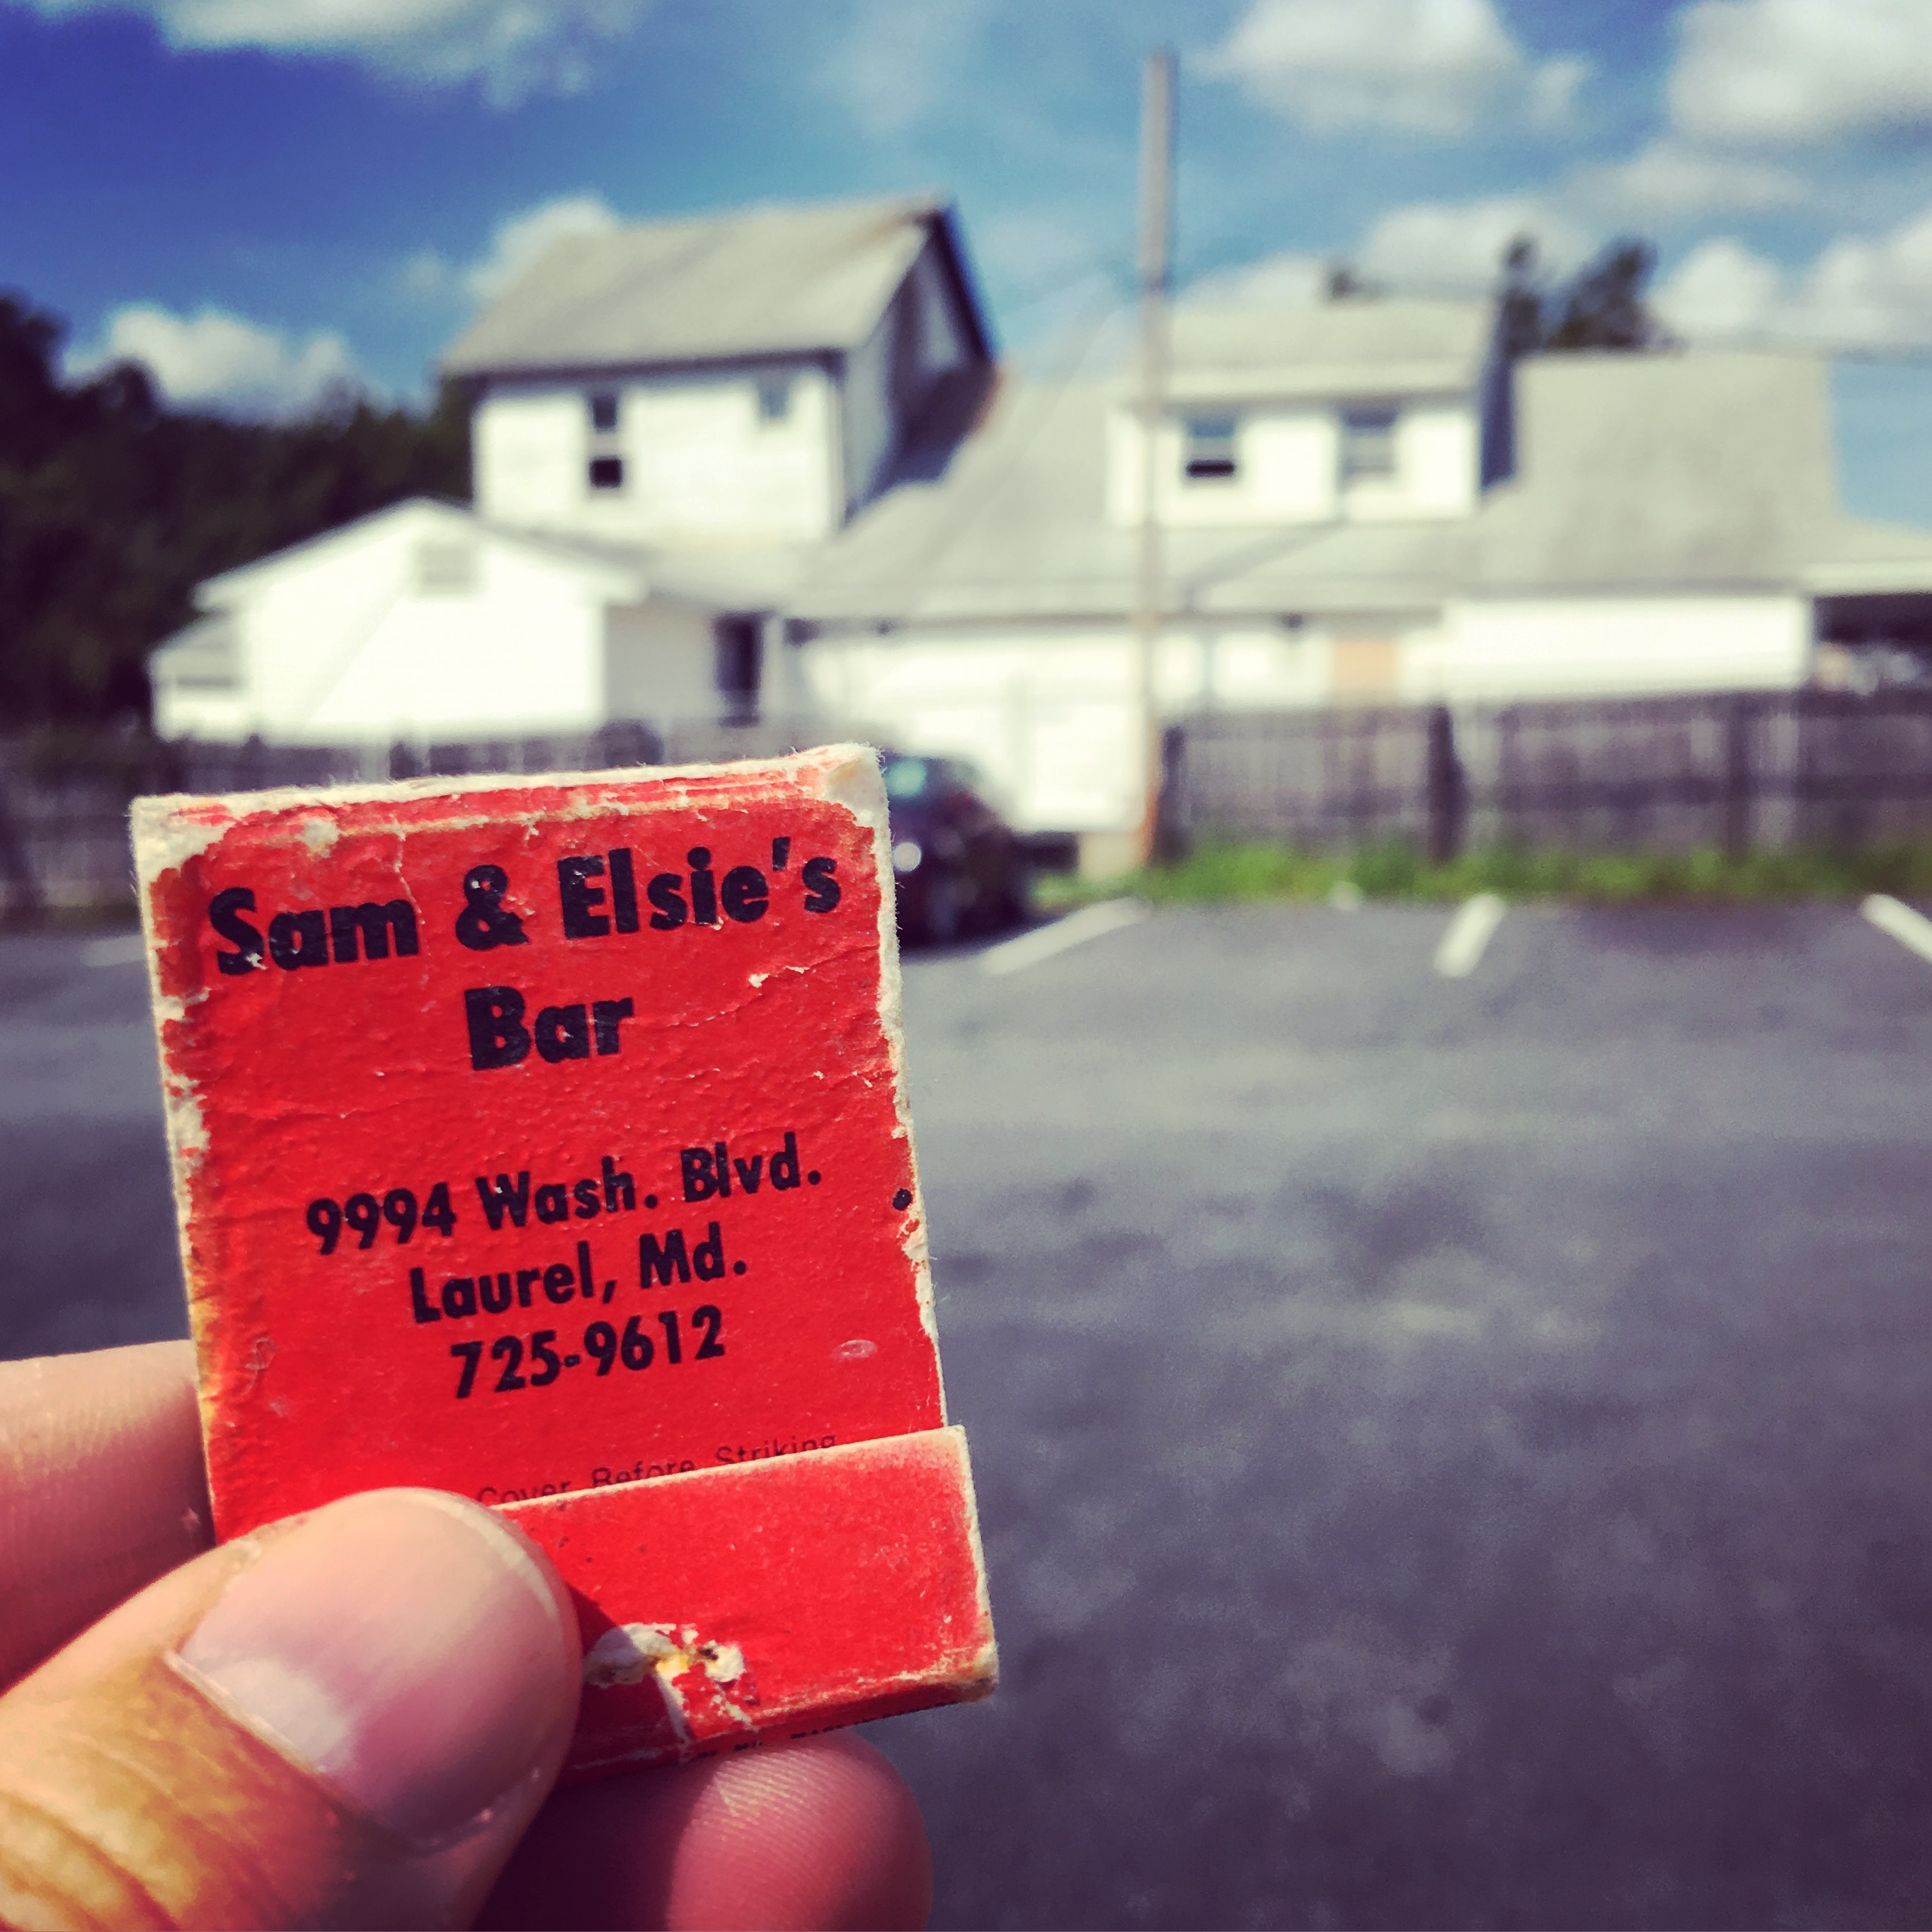 Sam & Elsie's
Bar
9994 Wash. Blvd.
Laurel, Md.
725-9612
Cover Before Striking